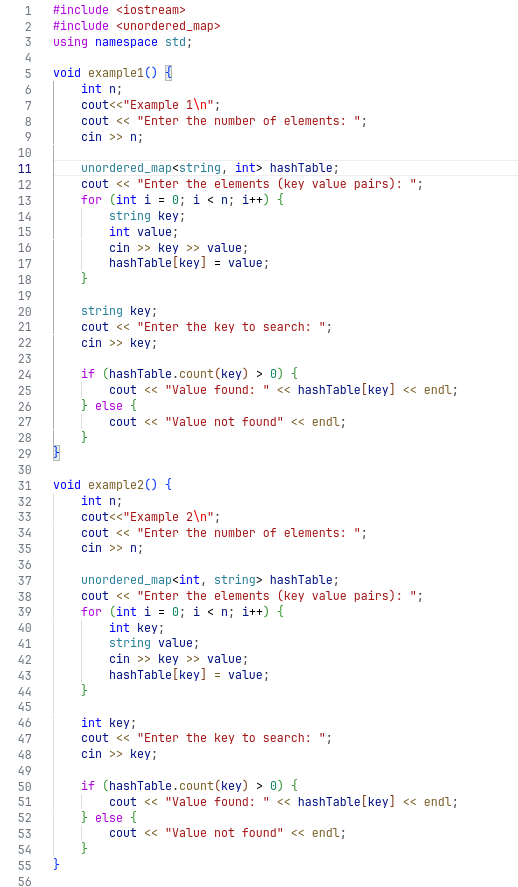 1 #include <iostream>
2 #include <unordered_map>
3 using namespace std;
4
5 void example1() {
6     int n;
7     cout<<"Example 1\n";
8     cout << "Enter the number of elements: ";
9     cin >> n;
10
11     unordered_map<string, int> hashTable;
12     cout << "Enter the elements (key value pairs): ";
13     for (int i = 0; i < n; i++) {
14         string key;
15         int value;
16         cin >> key >> value;
17         hashTable[key] = value;
18     }
19
20     string key;
21     cout << "Enter the key to search: ";
22     cin >> key;
23
24     if (hashTable.count(key) > 0) {
25         cout << "Value found: " << hashTable[key] << endl;
26     } else {
27         cout << "Value not found" << endl;
28     }
29 }
30
31 void example2() {
32     int n;
33     cout<<"Example 2\n";
34     cout << "Enter the number of elements: ";
35     cin >> n;
36
37     unordered_map<int, string> hashTable;
38     cout << "Enter the elements (key value pairs): ";
39     for (int i = 0; i < n; i++) {
40         int key;
41         string value;
42         cin >> key >> value;
43         hashTable[key] = value;
44     }
45
46     int key;
47     cout << "Enter the key to search: ";
48     cin >> key;
49
50     if (hashTable.count(key) > 0) {
51         cout << "Value found: " << hashTable[key] << endl;
52     } else {
53         cout << "Value not found" << endl;
54     }
55 }
56